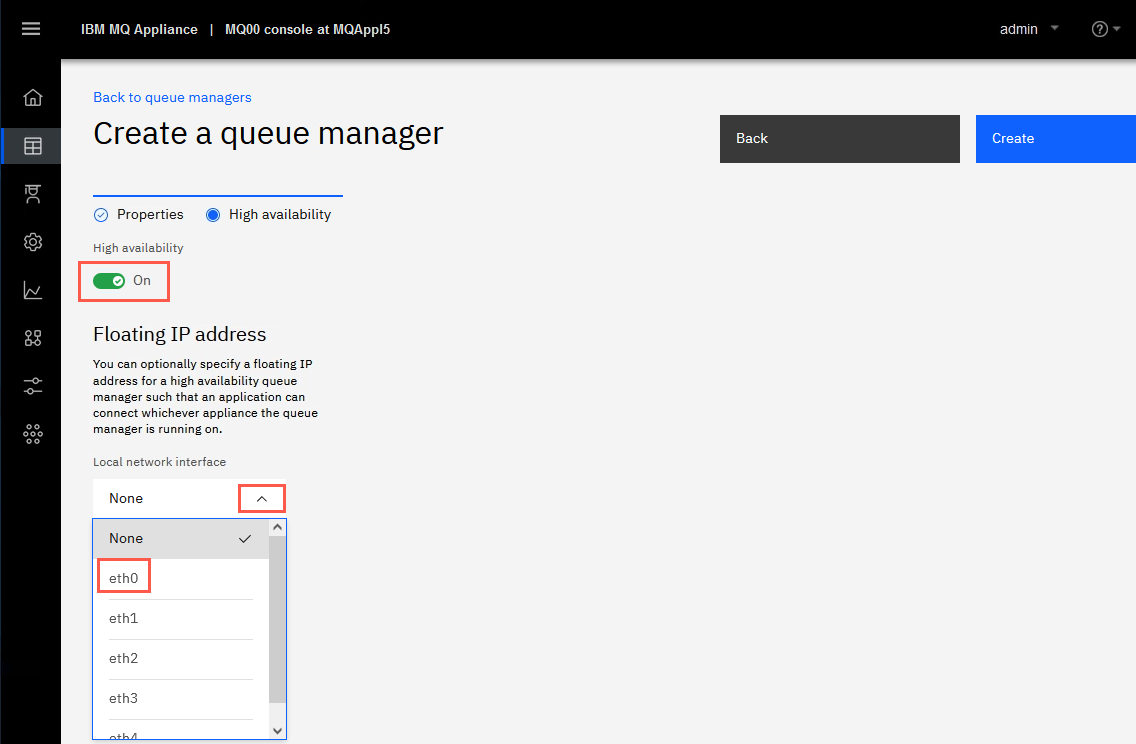 IBM MQ Appliance | MQ00 console at MQAppl5
admin
?
Back to queue managers
Create a queue manager
Back
Create
Properties
High availability
High availability
On
Floating IP address
You can optionally specify a floating IP
address for a high availability queue
manager such that an application can
connect whichever appliance the queue
manager is running on.
Local network interface
None
None
eth0
eth1
eth2
eth3
eth4